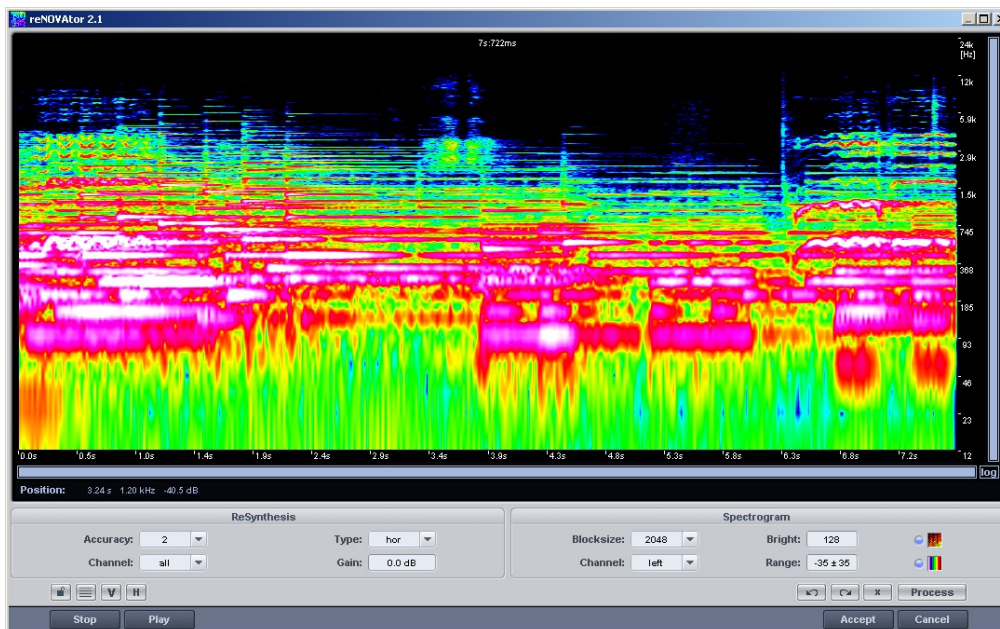 reNOVAtor 2.1
7s:722ms
24k
[Hz]
12k
5.9k
2.9k
1.5k
745
368
185
93
46
23
12
0.0s 0.5s 1.0s 1.4s 1.9s 2.4s 2.9s 3.4s 3.9s 4.3s 4.8s 5.3s 5.8s 6.3s 6.8s 7.2s
log
Position: 3.24 s 1.20 kHz -40.5 dB
ReSynthesis Spectrogram
Accuracy: 2 Type: hor Blocksize: 2048 Bright: 128
Channel: all Gain: 0.0 dB Channel: left Range: -35 ± 35
V H x Process
Stop Play Accept Cancel